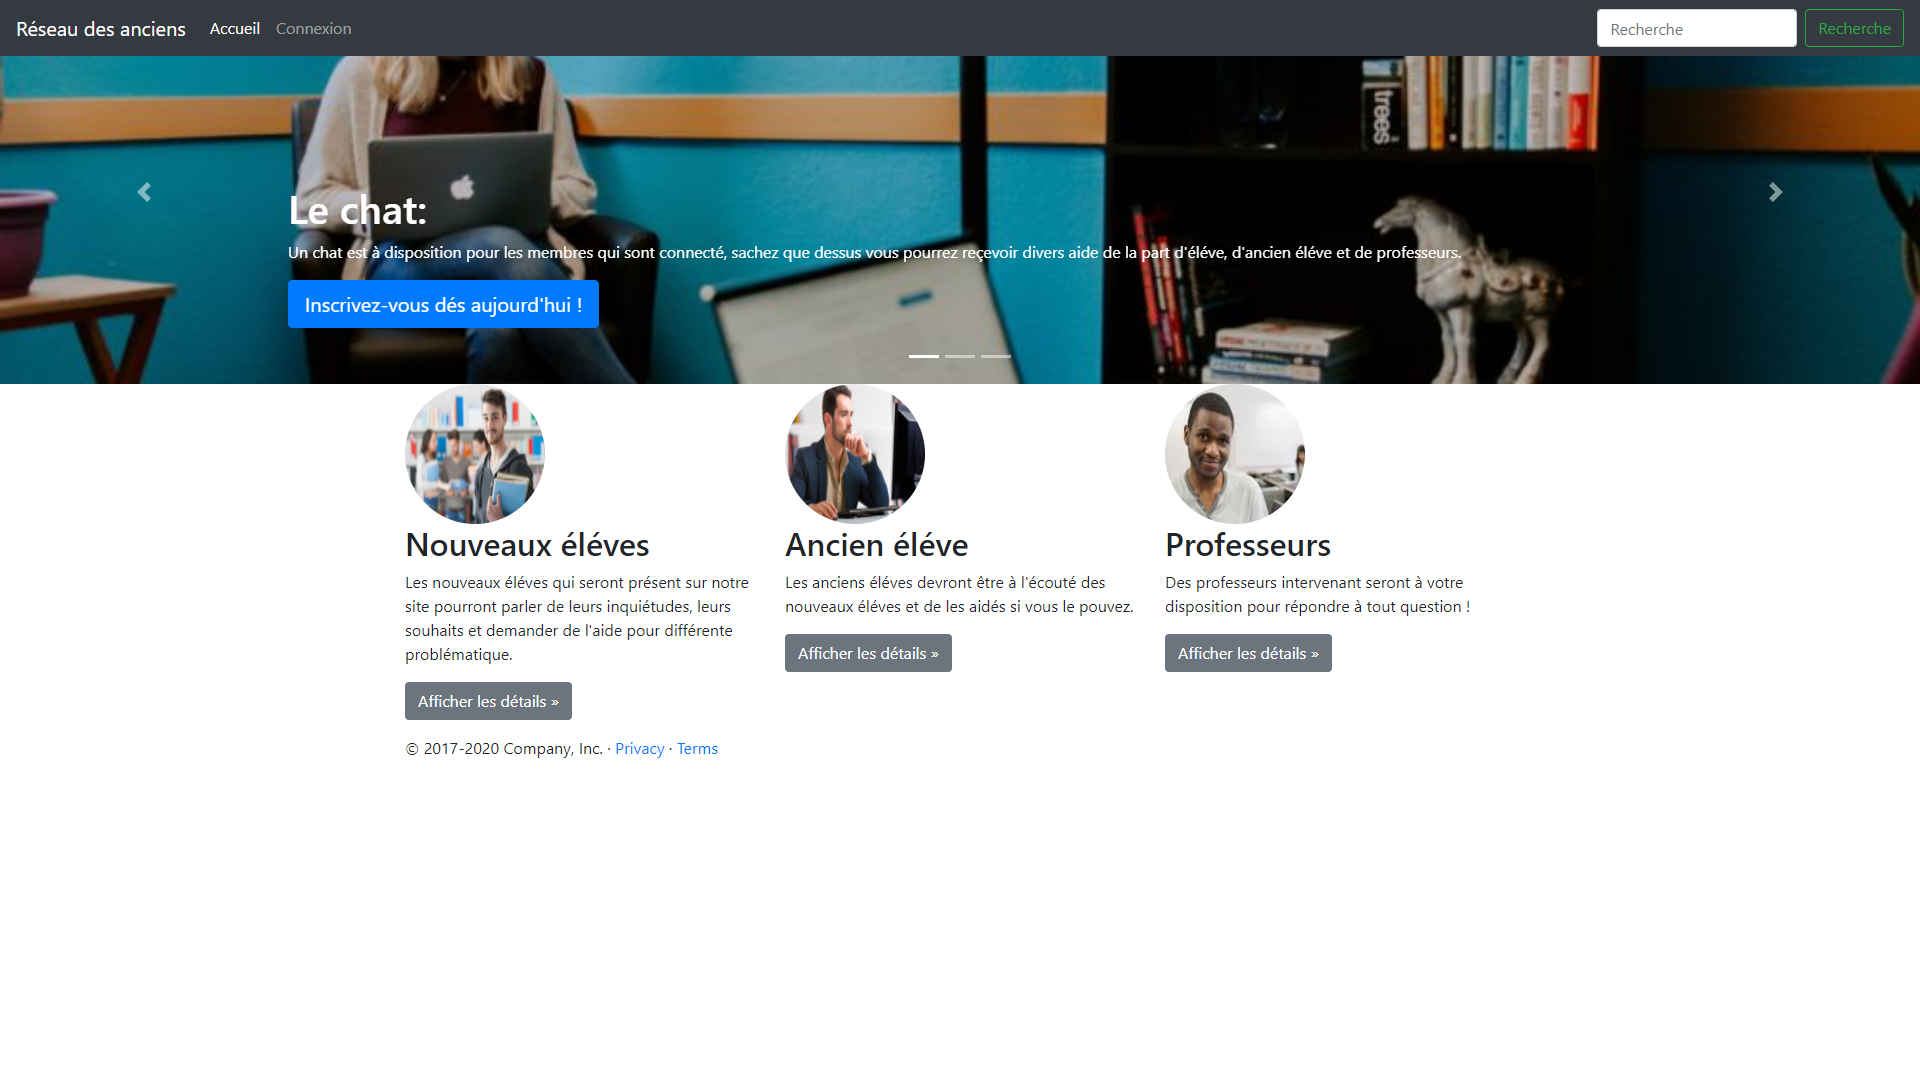 Réseau des anciens Accueil Connexion Recherche Recherche
trees
Le chat:
Un chat est à disposition pour les membres qui sont connecté, sachez que dessus vous pourrez reçevoir divers aide de la part d'éléve, d'ancien éléve et de professeurs.
Inscrivez-vous dés aujourd'hui !
Nouveaux éléves
Les nouveaux éléves qui seront présent sur notre
site pourront parler de leurs inquiétudes, leurs
souhaits et demander de l'aide pour différente
problématique.
Afficher les détails »
Ancien éléve
Les anciens éléves devront être à l'écouté des
nouveaux éléves et de les aidés si vous le pouvez.
Afficher les détails »
Professeurs
Des professeurs intervenant seront à votre
disposition pour répondre à tout question !
Afficher les détails »
© 2017-2020 Company, Inc. · Privacy · Terms